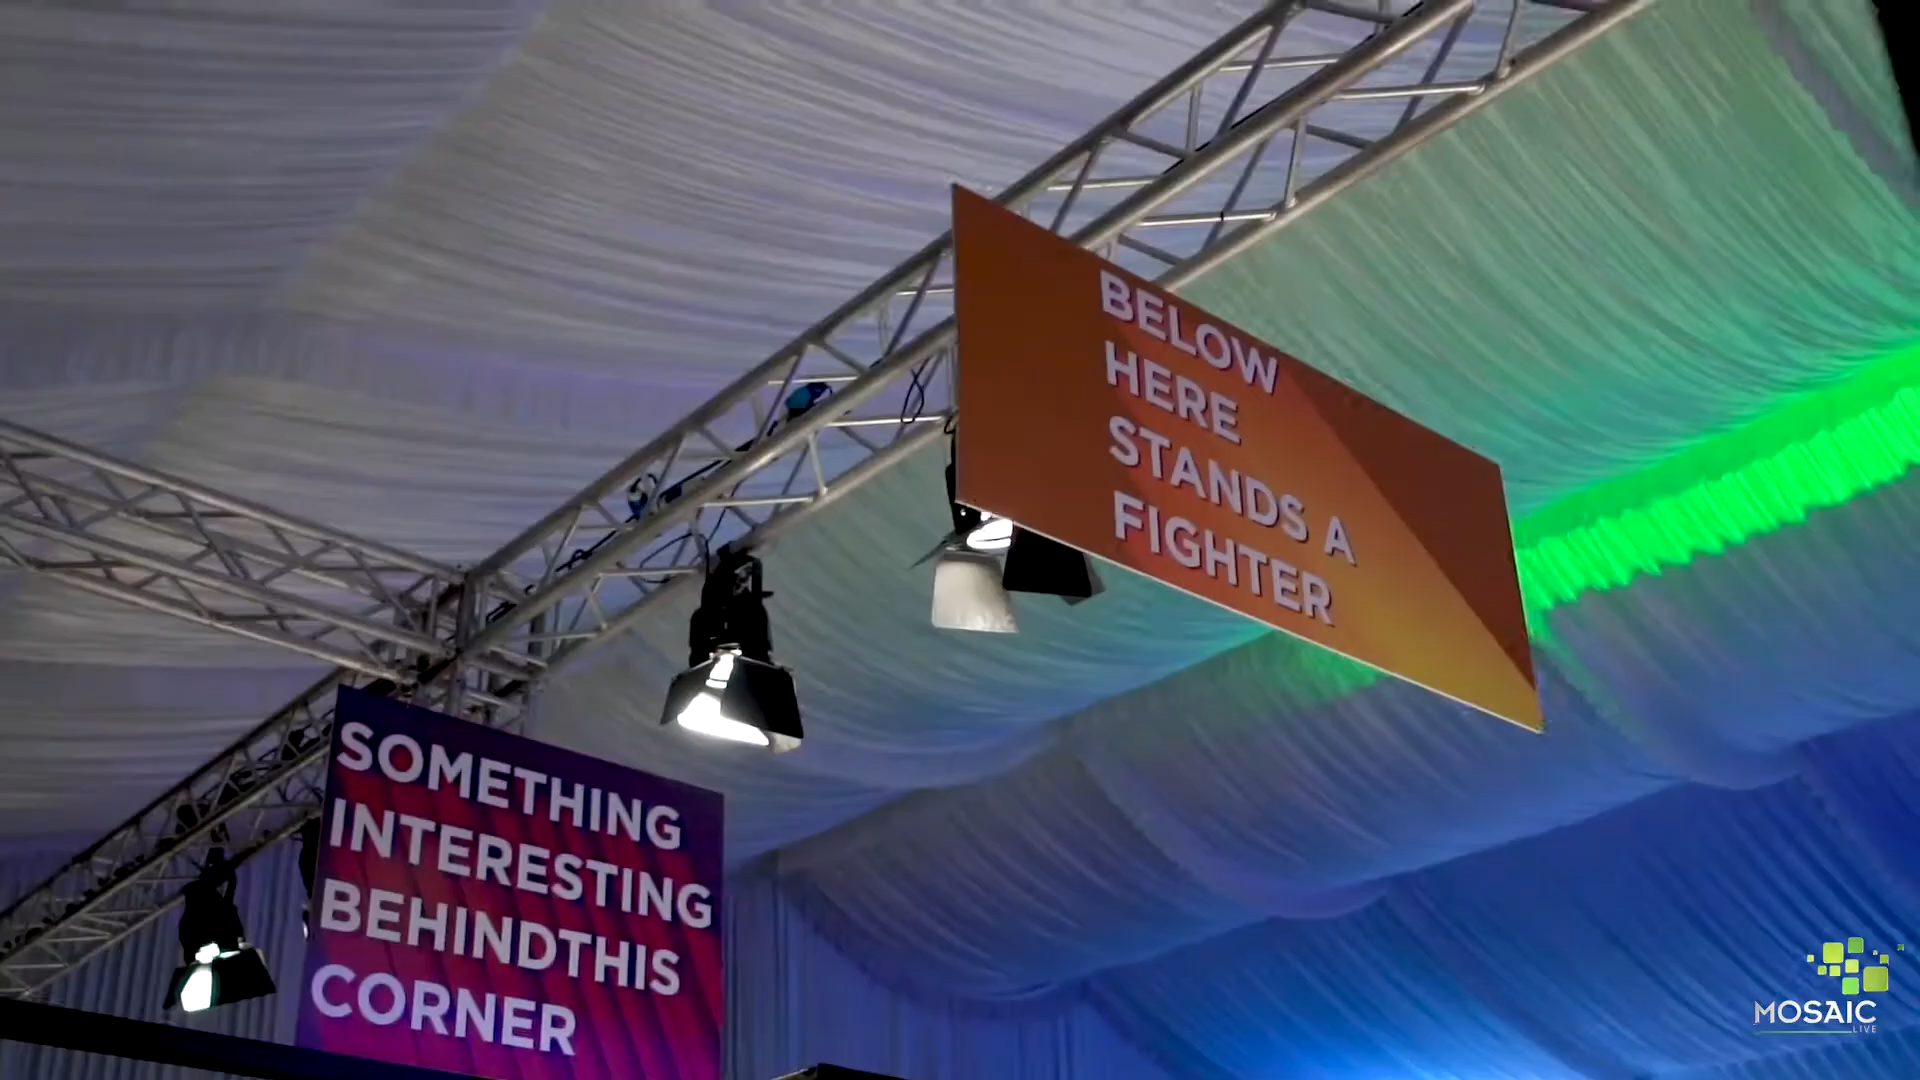 BELOW
HERE
STANDS A
FIGHTER
SOMETHING
INTERESTING
BEHINDTHIS
CORNER
MOSAIC
LIVE